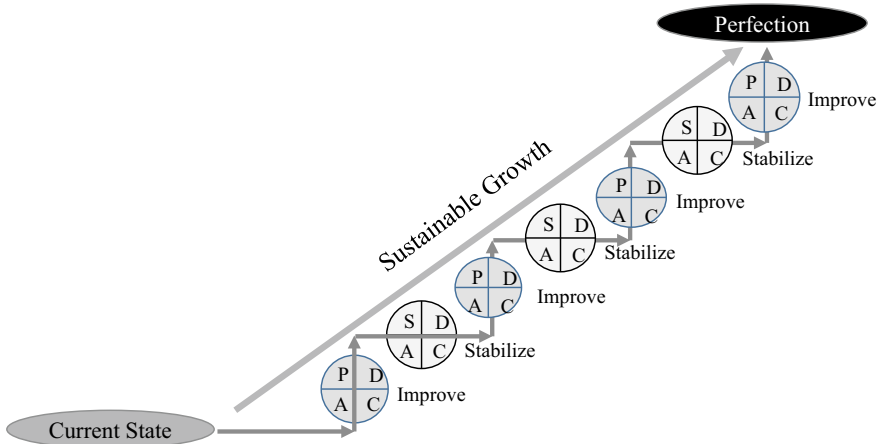 Perfection
P D
A C
Improve
S D
A C
Stabilize
P D
A C
Improve
S D
A C
Stabilize
P D
A C
Improve
S D
A C
Stabilize
P D
A C
Improve
Sustainable Growth
Current State